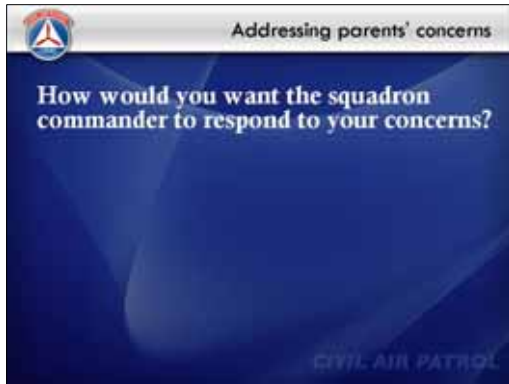 Addressing parents' concerns
How would you want the squadron
commander to respond to your concerns?
CIVIL AIR PATROL